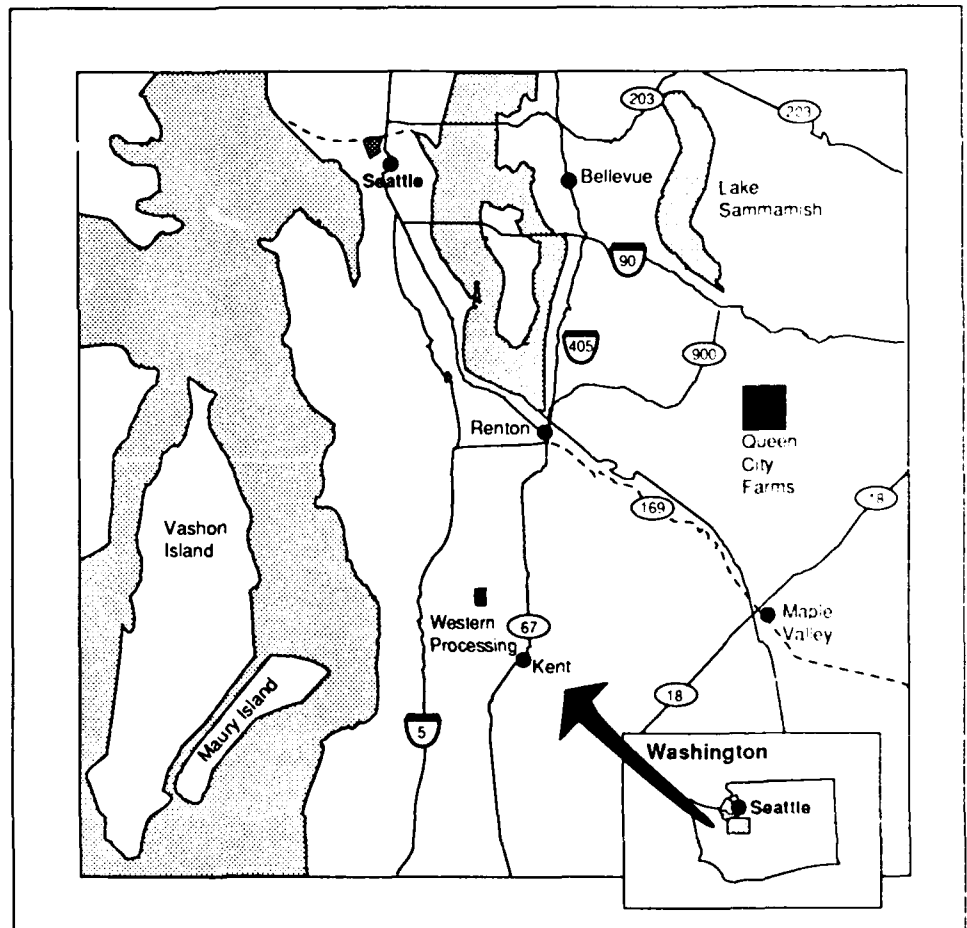 203
203
Seattle
Bellevue
Lake
Sammamish
90
405
900
Renton
Queen
City
Farms
18
169
Vashon
Island
Western
Processing
67
Maple
Valley
Kent
18
Maury Island
5
Washington
Seattle